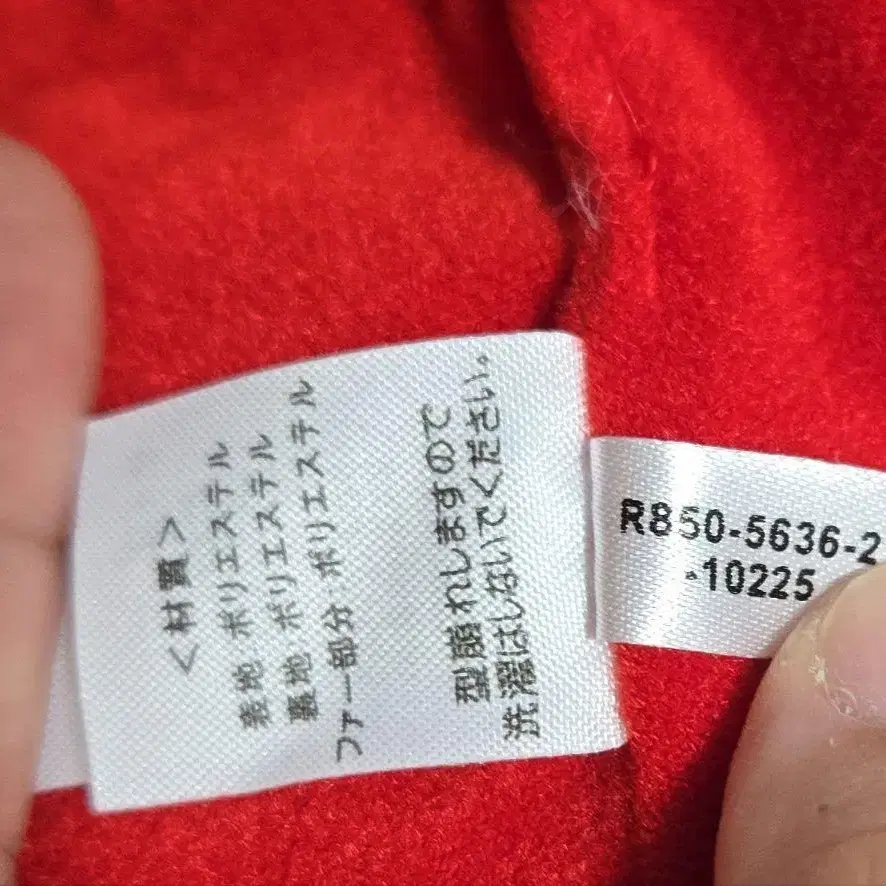 <材質>
表地 ポリエステル
裏地 ポリエステル
ファー部分 ポリエステル
型崩れしますので
洗濯はしないでください。
R850-5636-2
-10225